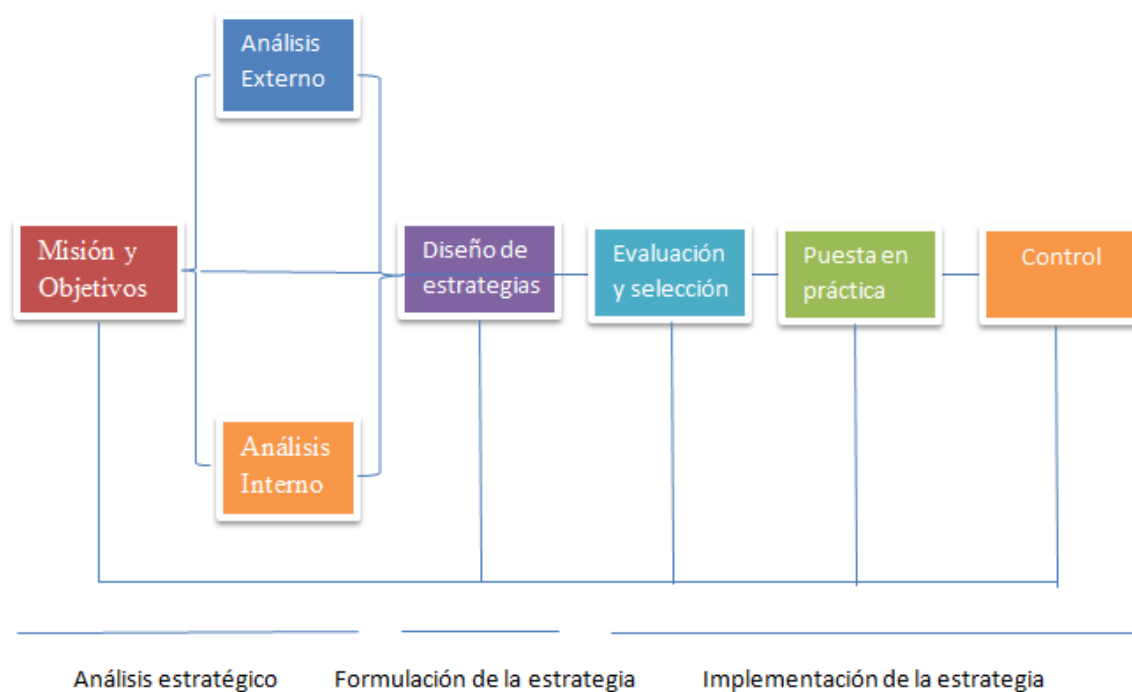 Análisis
Externo
Misión y
Objetivos
Diseño de
estrategias
Evaluación
y selección
Puesta en
práctica
Control
Análisis
Interno
Análisis estratégico
Formulación de la estrategia
Implementación de la estrategia